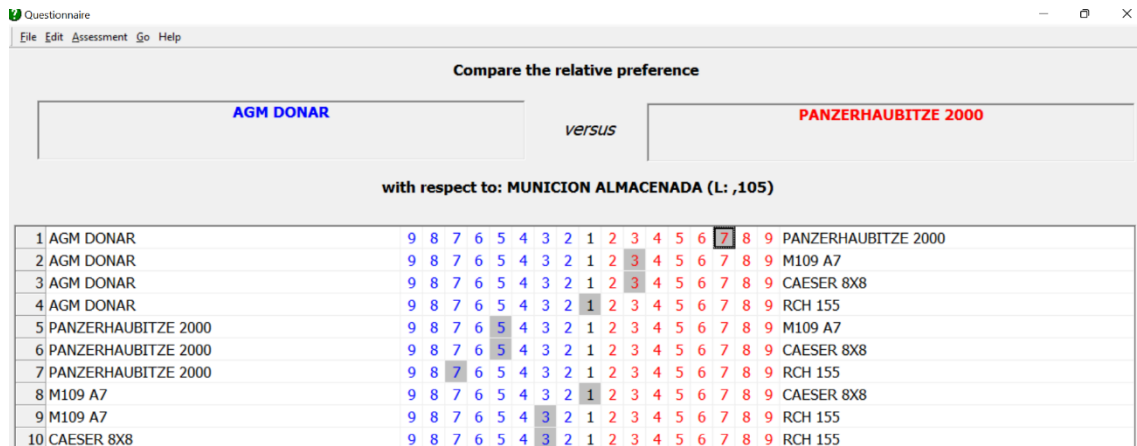 Questionnaire
File Edit Assessment Go Help
Compare the relative preference
AGM DONAR
versus
PANZERHAUBITZE 2000
with respect to: MUNICION ALMACENADA (L: ,105)
1 AGM DONAR 9 8 7 6 5 4 3 2 1 2 3 4 5 6 7 8 9 PANZERHAUBITZE 2000
2 AGM DONAR 9 8 7 6 5 4 3 2 1 2 3 4 5 6 7 8 9 M109 A7
3 AGM DONAR 9 8 7 6 5 4 3 2 1 2 3 4 5 6 7 8 9 CAESER 8X8
4 AGM DONAR 9 8 7 6 5 4 3 2 1 2 3 4 5 6 7 8 9 RCH 155
5 PANZERHAUBITZE 2000 9 8 7 6 5 4 3 2 1 2 3 4 5 6 7 8 9 M109 A7
6 PANZERHAUBITZE 2000 9 8 7 6 5 4 3 2 1 2 3 4 5 6 7 8 9 CAESER 8X8
7 PANZERHAUBITZE 2000 9 8 7 6 5 4 3 2 1 2 3 4 5 6 7 8 9 RCH 155
8 M109 A7 9 8 7 6 5 4 3 2 1 2 3 4 5 6 7 8 9 CAESER 8X8
9 M109 A7 9 8 7 6 5 4 3 2 1 2 3 4 5 6 7 8 9 RCH 155
10 CAESER 8X8 9 8 7 6 5 4 3 2 1 2 3 4 5 6 7 8 9 RCH 155